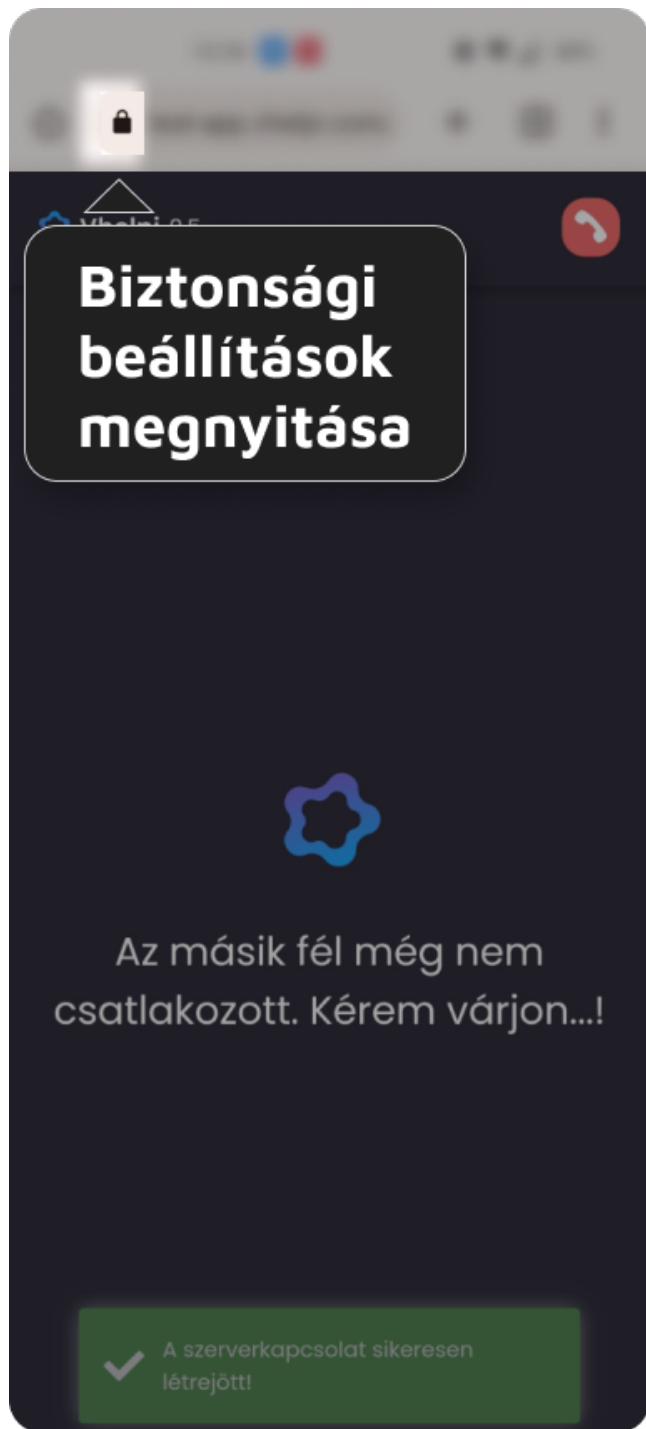 Biztonsági
beállítások
megnyitása
Az másik fél még nem
csatlakozott. Kérem várjon...!
A szerverkapcsolat sikeresen
létrejött!